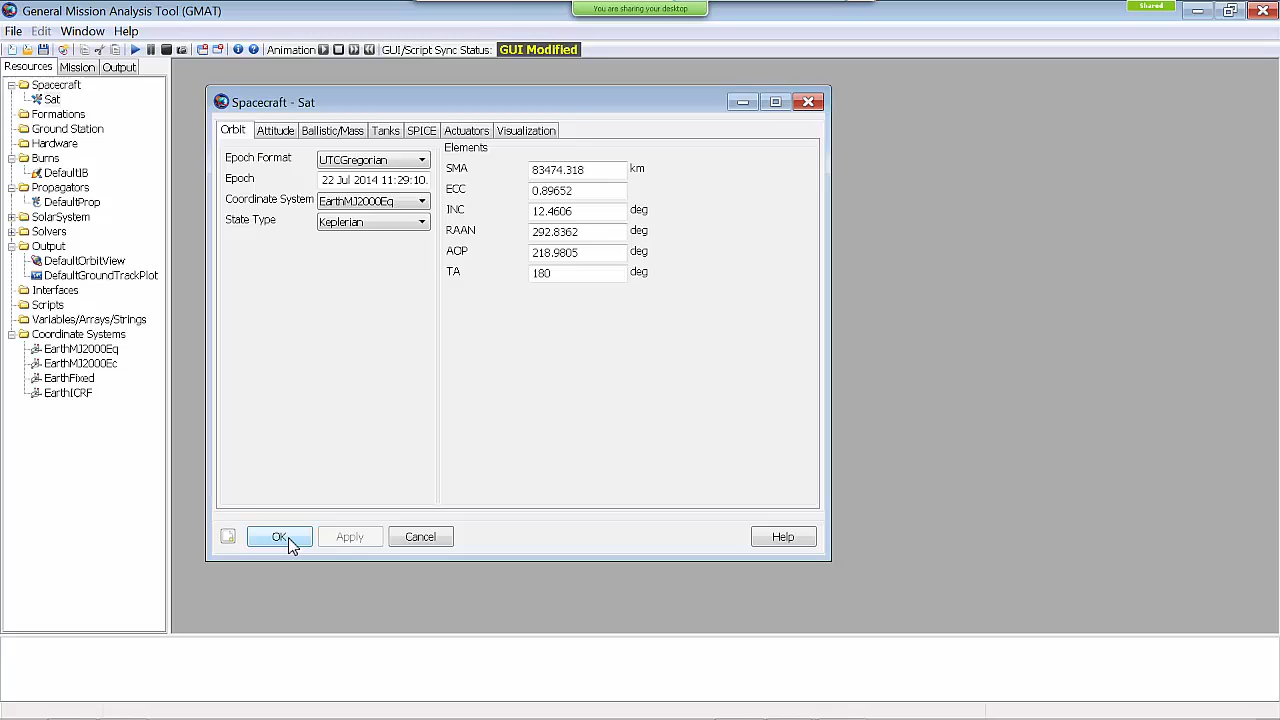 You are sharing your desktop
Shared
General Mission Analysis Tool (GMAT)
File Edit Window Help
Animation GUI/Script Sync Status: GUI Modified
Resources Mission Output
Spacecraft
Sat
Formations
Ground Station
Hardware
Burns
DefaultIB
Propagators
DefaultProp
SolarSystem
Solvers
Output
DefaultOrbitView
DefaultGroundTrackPlot
Interfaces
Scripts
Variables/Arrays/Strings
Coordinate Systems
EarthMJ2000Eq
EarthMJ2000Ec
EarthFixed
EarthICRF
Spacecraft - Sat
Orbit Attitude Ballistic/Mass Tanks SPICE Actuators Visualization
Epoch Format UTCGregorian
Epoch 22 Jul 2014 11:29:10.
Coordinate System EarthMJ2000Eq
State Type Keplerian
Elements
SMA 83474.318 km
ECC 0.89652
INC 12.4606 deg
RAAN 292.8362 deg
AOP 218.9805 deg
TA 180 deg
OK Apply Cancel Help